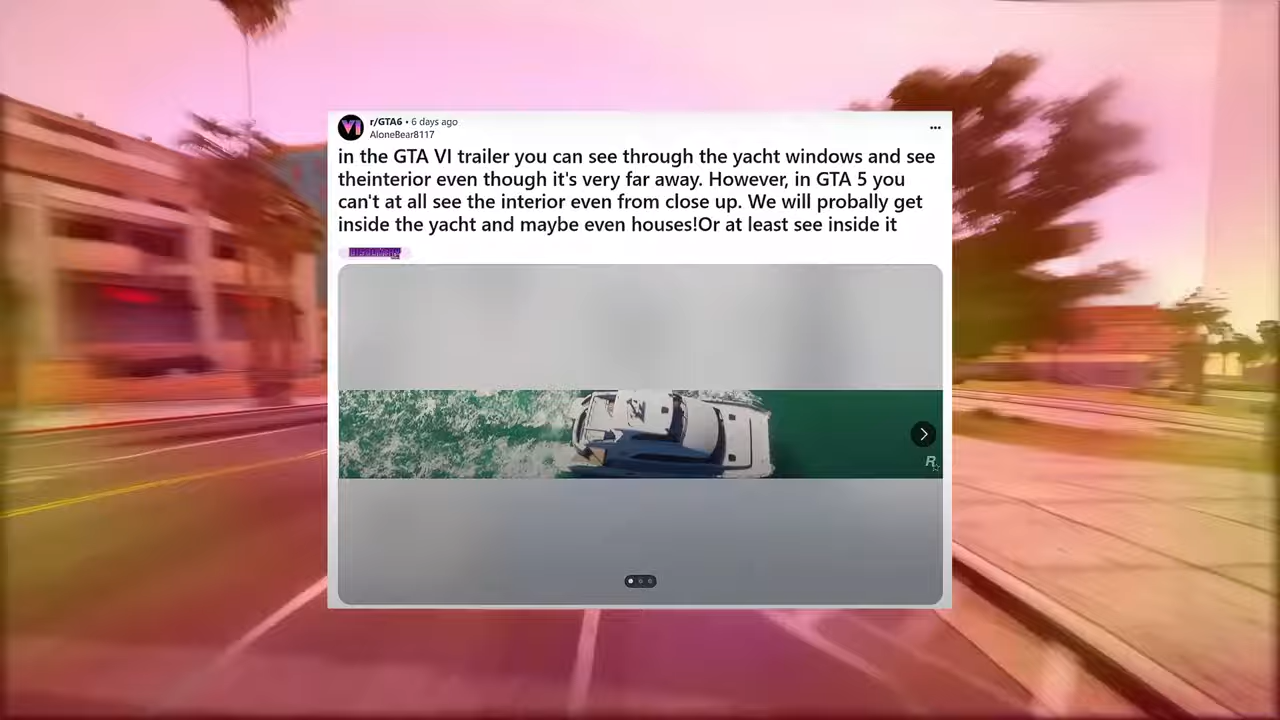 VI
r/GTA6 • 6 days ago
AloneBear8117
in the GTA VI trailer you can see through the yacht windows and see
theinterior even though it's very far away. However, in GTA 5 you
can't at all see the interior even from close up. We will probally get
inside the yacht and maybe even houses!Or at least see inside it
R